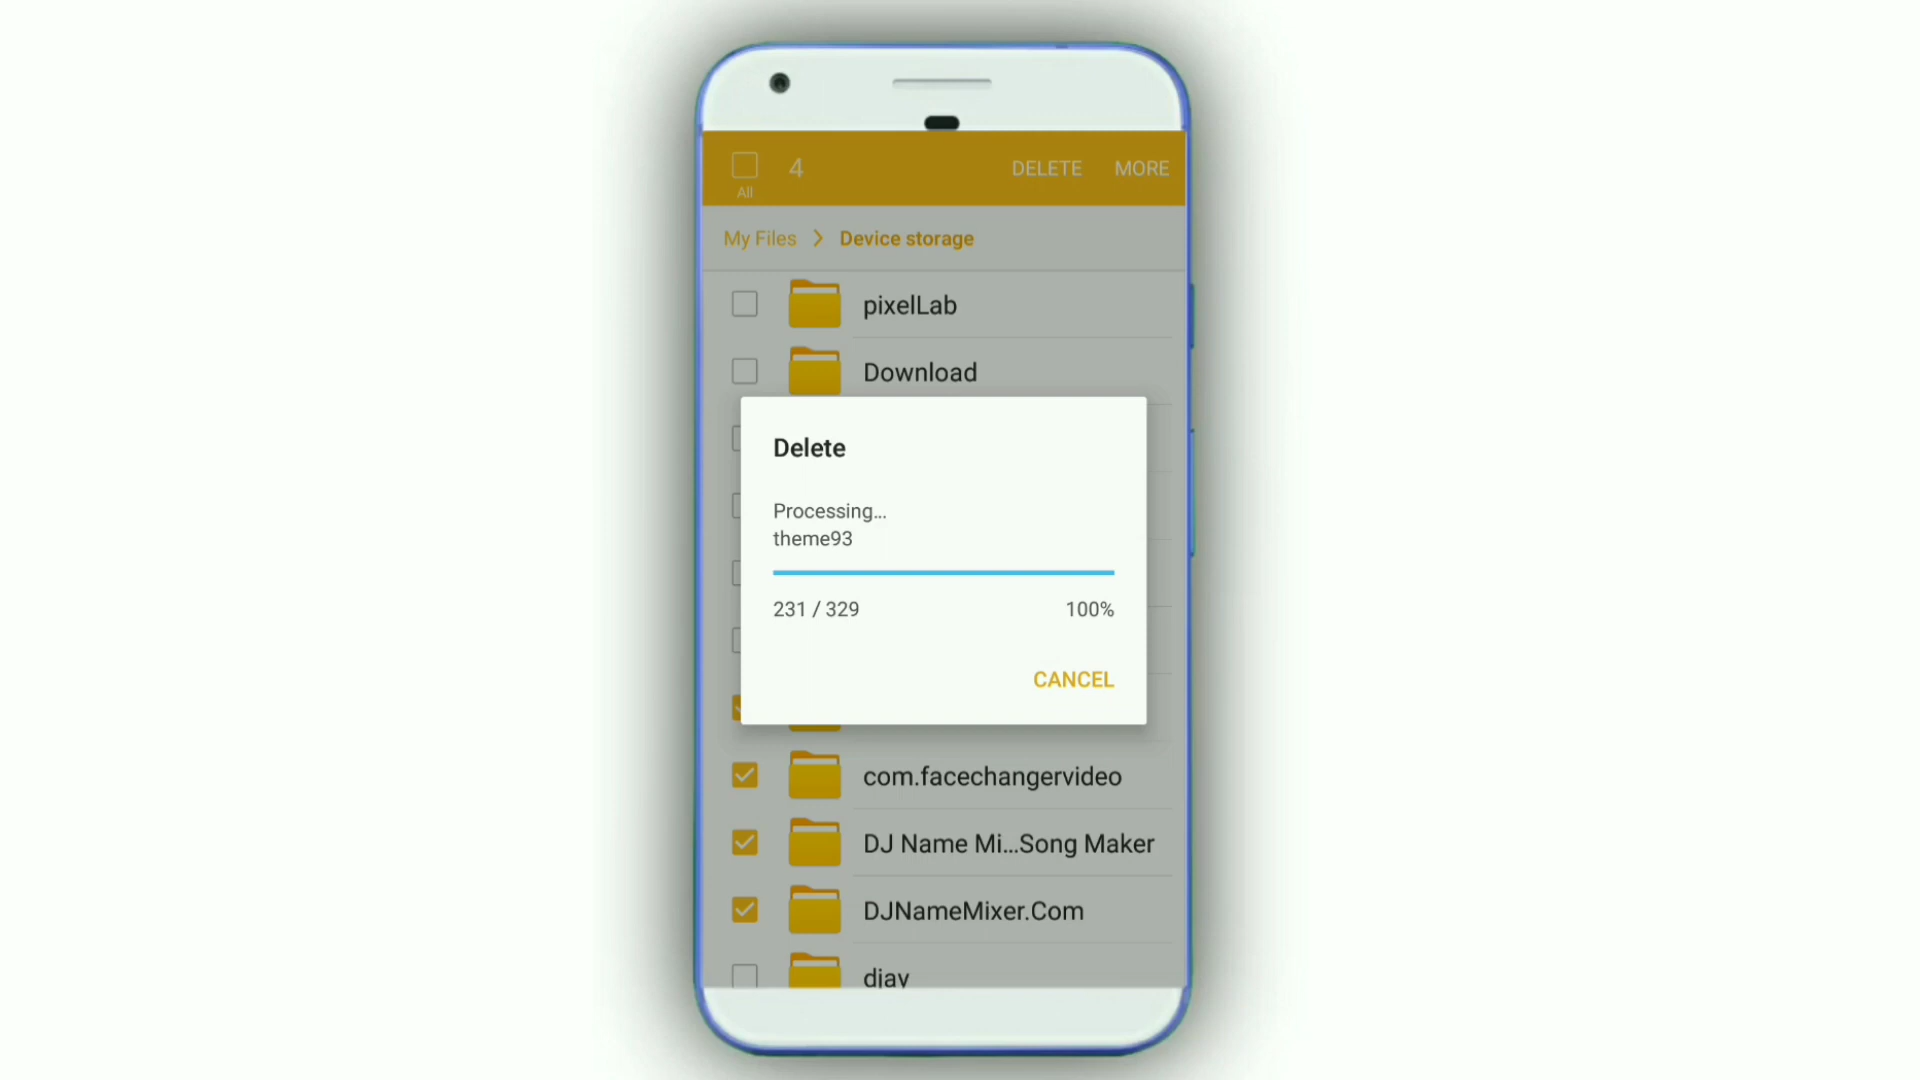 4 DELETE MORE
All
My Files Device storage
pixelLab
Download
Delete
Processing...
theme93
231 / 329 100%
CANCEL
com.facechangervideo
DJ Name Mi...Song Maker
DJNameMixer.Com
djay